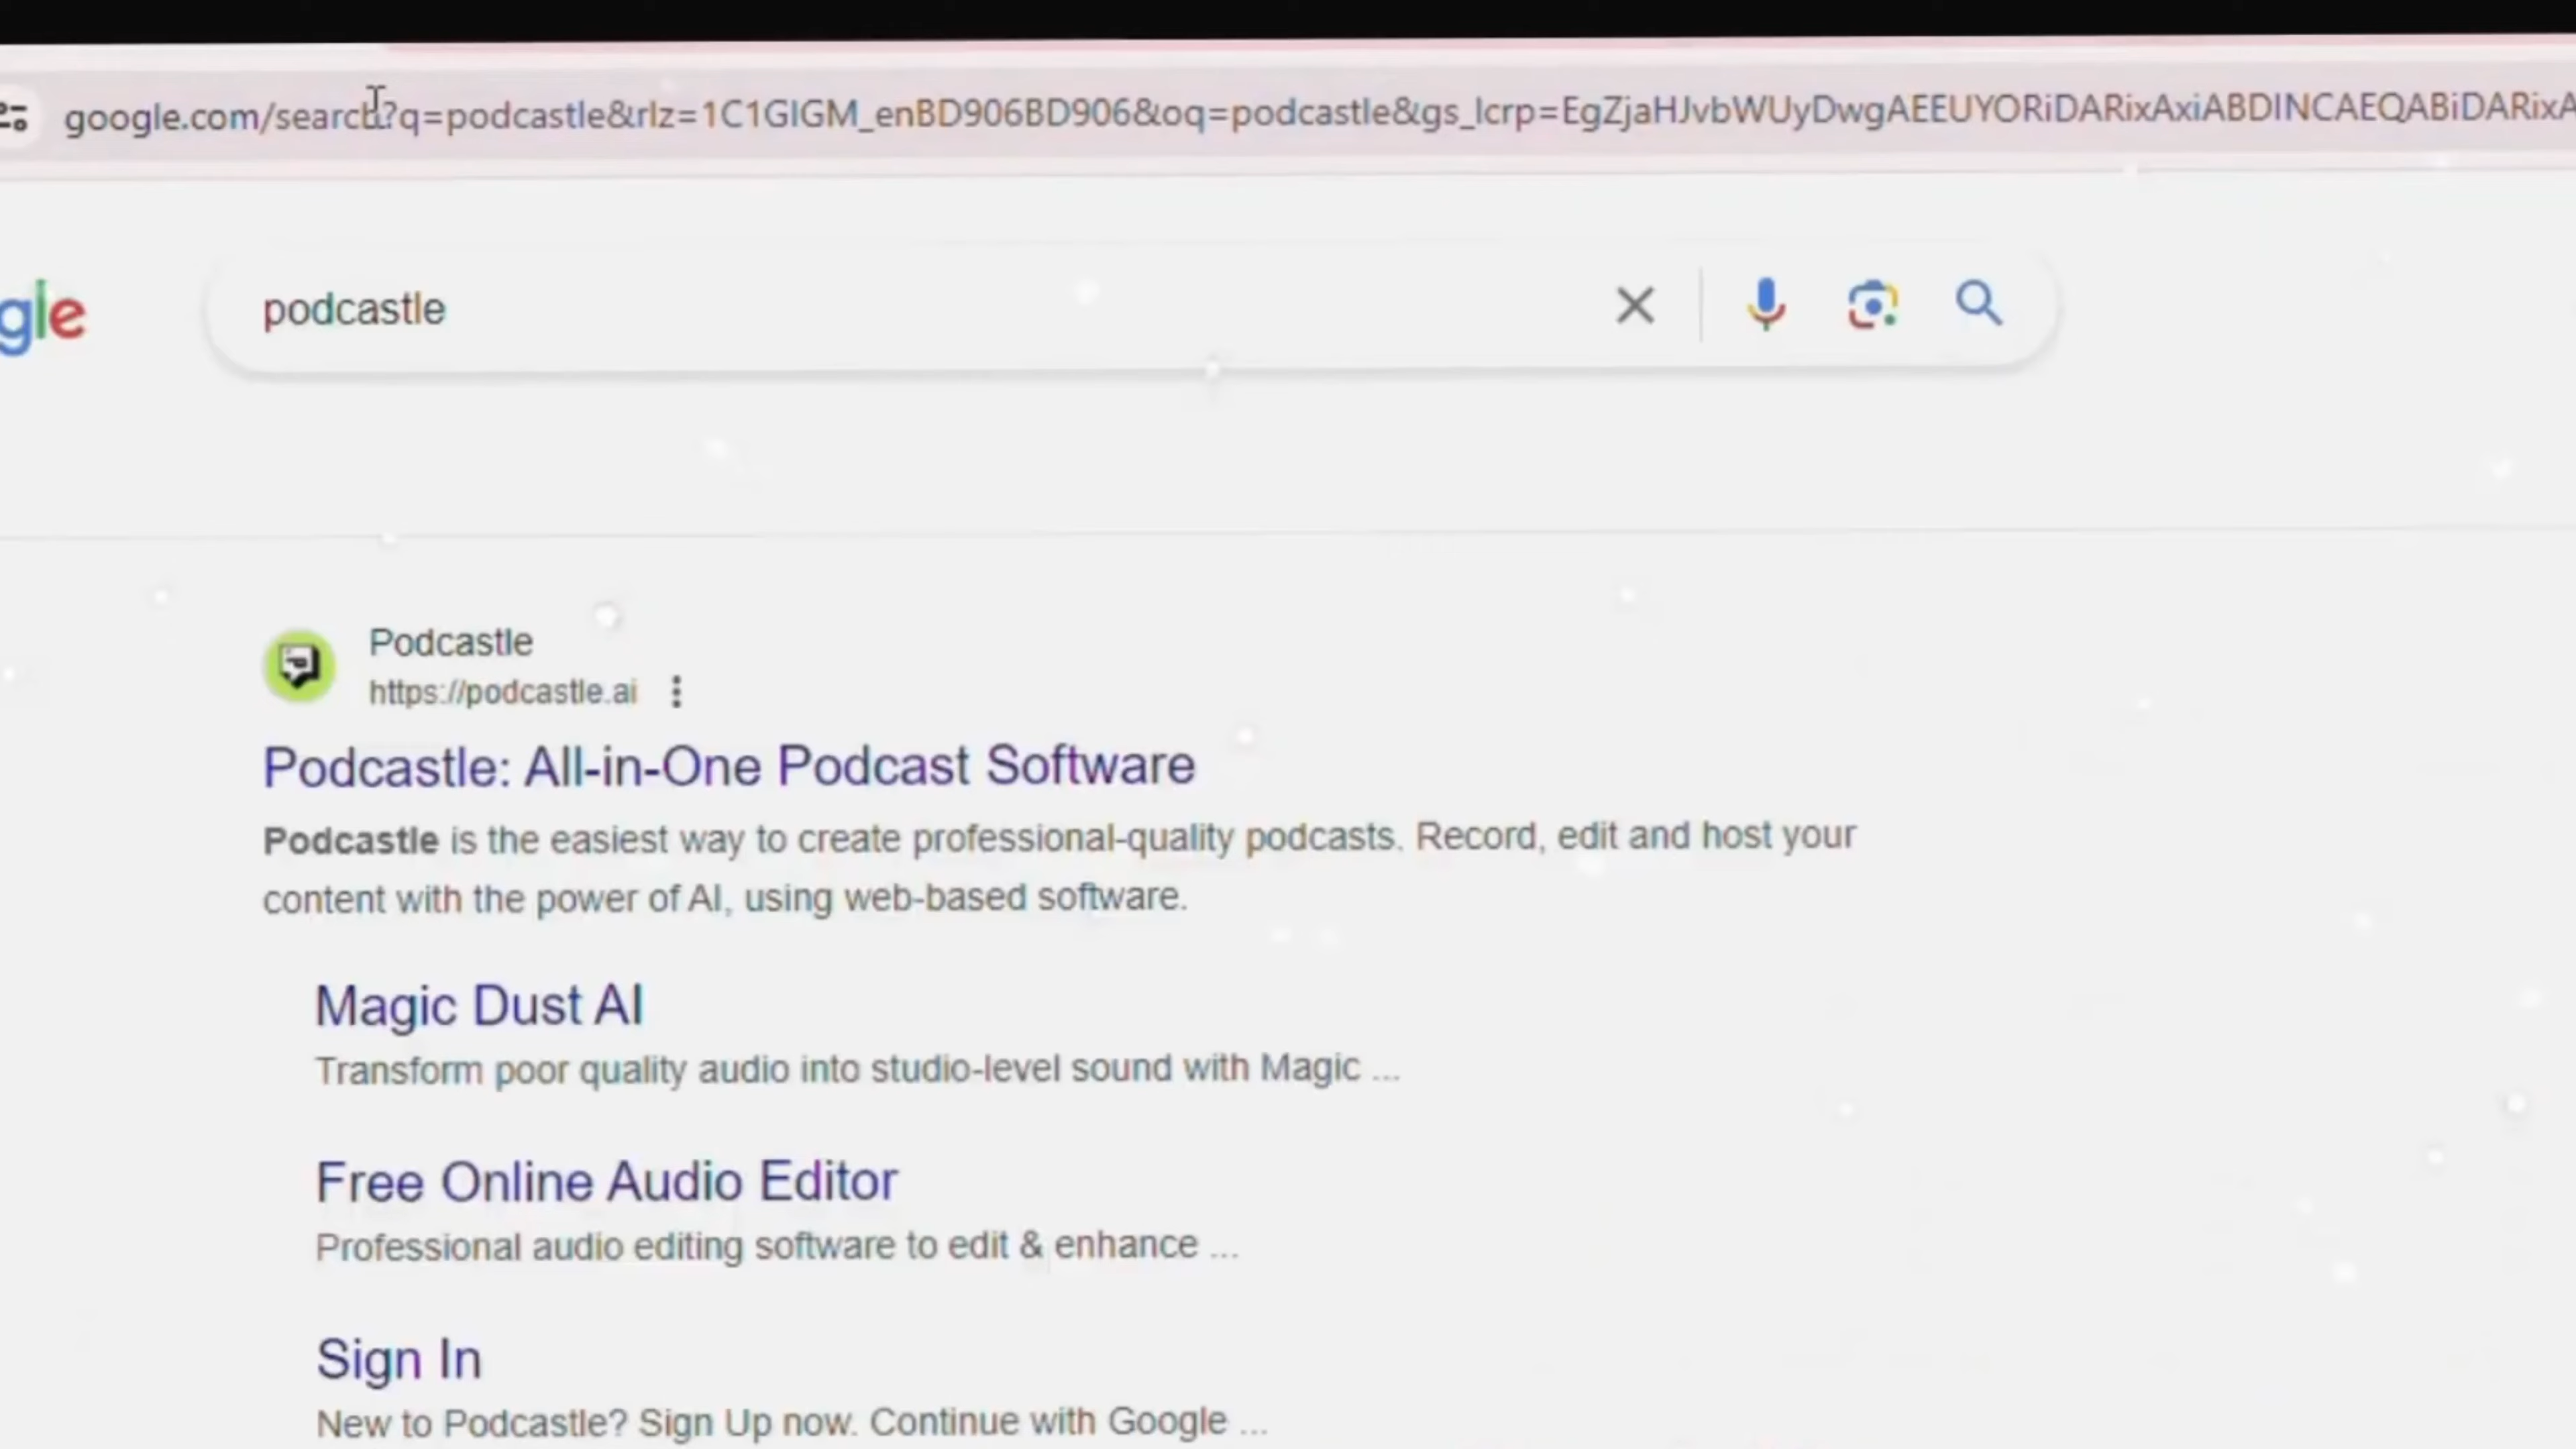 google.com/search?q=podcastle&rlz=1C1GIGM_enBD906BD906&oq=podcastle&gs_lcrp=EgZjaHJvbWUyDwgAEEUYORiDARixAxiABDINCAEQABiDARixA
gle
podcastle
Podcastle
https://podcastle.ai
Podcastle: All-in-One Podcast Software
Podcastle is the easiest way to create professional-quality podcasts. Record, edit and host your
content with the power of AI, using web-based software.
Magic Dust AI
Transform poor quality audio into studio-level sound with Magic ...
Free Online Audio Editor
Professional audio editing software to edit & enhance ...
Sign In
New to Podcastle? Sign Up now. Continue with Google ...